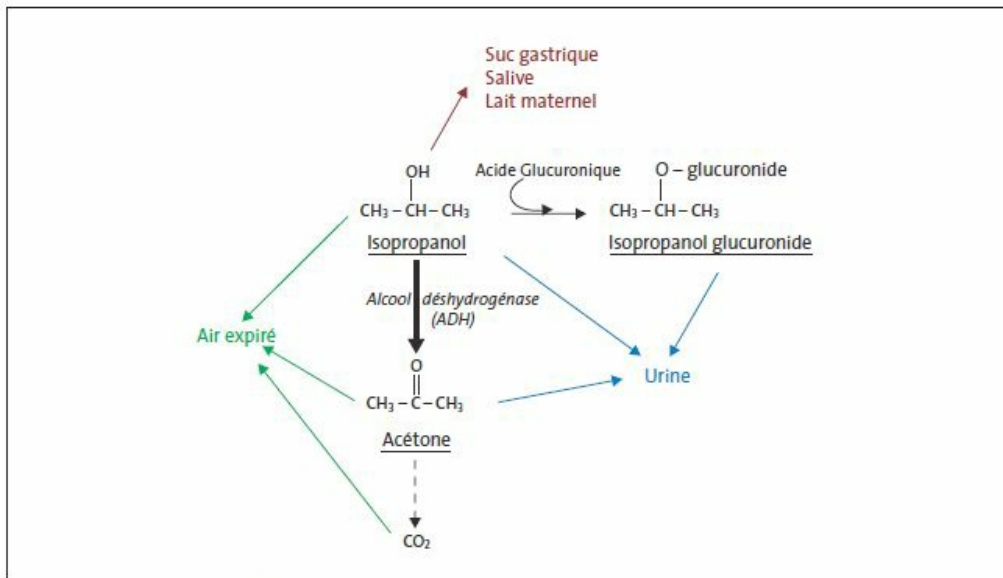 Suc gastrique
Salive
Lait maternel
OH
CH₃ – CH – CH₃
Isopropanol
Acide Glucuronique
O – glucuronide
CH₃ – CH – CH₃
Isopropanol glucuronide
Alcool déshydrogénase
(ADH)
Air expiré
Urine
O
CH₃ – C – CH₃
Acétone
CO₂